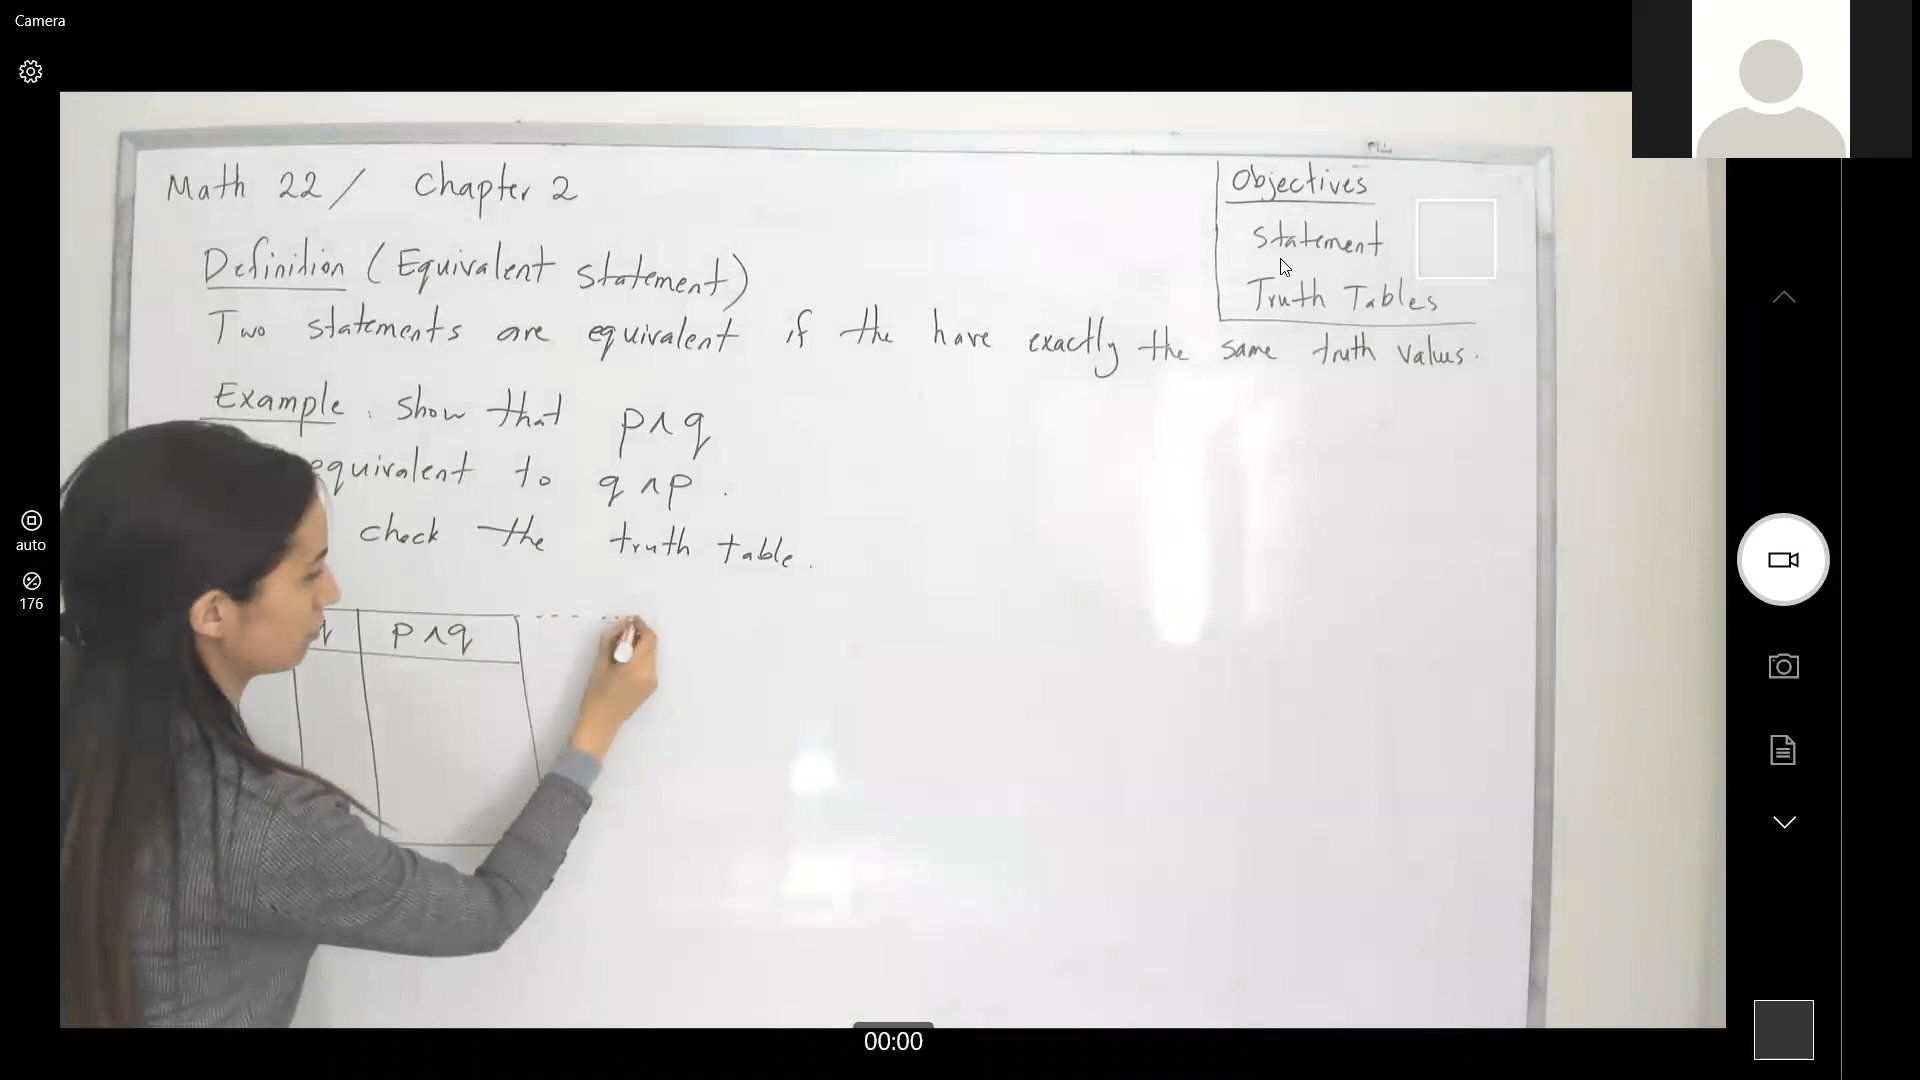 Camera
Math 22 / Chapter 2
Objectives
Statement
Truth Tables
Definition (Equivalent Statement)
Two statements are equivalent if the have exactly the same truth values.
Example. Show that p∧q
equivalent to q∧p.
check the truth table.
q p∧q
auto
176
00:00